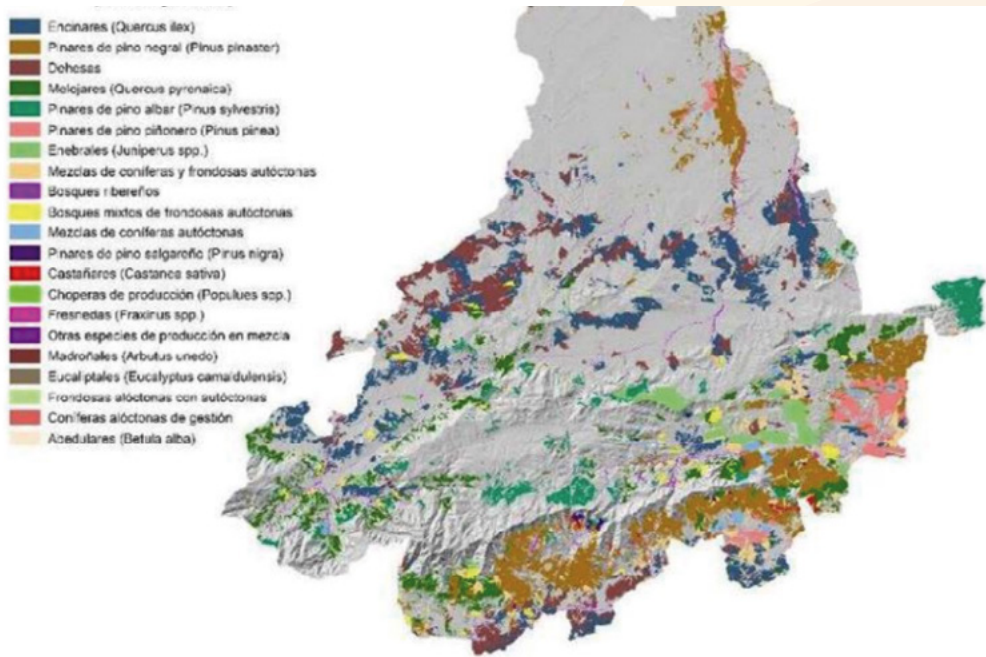 Encinares (Quercus ilex)
Pinares de pino negral (Pinus pinaster)
Dehesas
Melojares (Quercus pyrenaica)
Pinares de pino albar (Pinus sylvestris)
Pinares de pino piñonero (Pinus pinea)
Enebrales (Juniperus spp.)
Mezclas de coníferas y frondosas autóctonas
Bosques ribereños
Bosques mixtos de frondosas autóctonas
Mezclas de coníferas autóctonas
Pinares de pino salgareño (Pinus nigra)
Castañares (Castanea sativa)
Choperas de producción (Populues spp.)
Fresnedas (Fraxinus spp.)
Otras especies de producción en mezcla
Madroñales (Arbutus unedo)
Eucaliptales (Eucalyptus camaldulensis)
Frondosas alóctonas con autóctonas
Coníferas alóctonas de gestión
Abedulares (Betula alba)